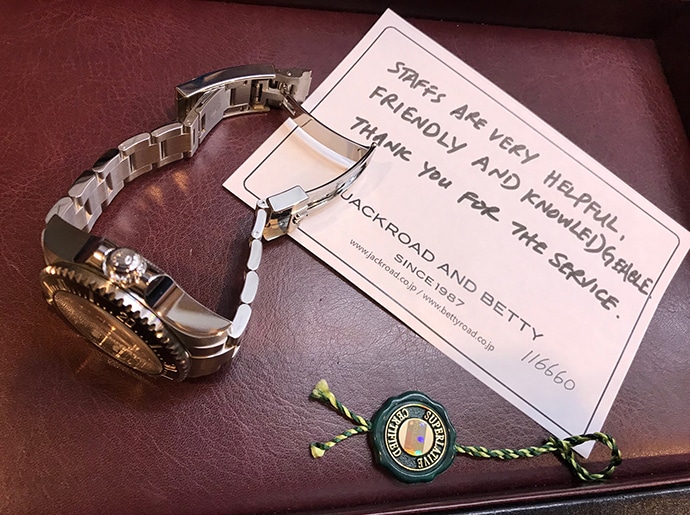 STAFFS ARE VERY HELPFUL,
FRIENDLY AND KNOWLEDGEABLE.
THANK YOU FOR THE SERVICE.
JACKROAD AND BETTY
SINCE 1987
www.jackroad.co.jp / www.bettyroad.co.jp
116660
SUPERLATIVE
CERTIFIED